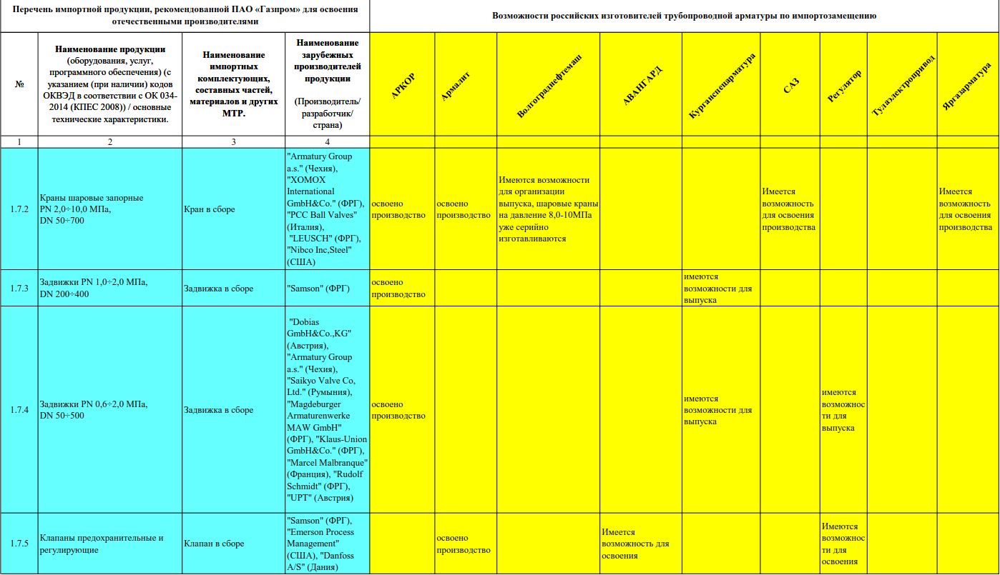 Перечень импортной продукции, рекомендованной ПАО «Газпром» для освоения
отечественными производителями
Возможности российских изготовителей трубопроводной арматуры по импортозамещению
№
Наименование продукции
(оборудования, услуг,
программного обеспечения) (с
указанием (при наличии) кодов
ОКВЭД в соответствии с ОК 034-
2014 (КПЕС 2008)) / основные
технические характеристики.
Наименование
импортных
комплектующих,
составных частей,
материалов и других
МТР.
Наименование
зарубежных
производителей
продукции
(Производитель/
разработчик/
страна)
АРКОР
Армалит
Волгограднефтемаш
АВАНГАРД
Курганспецарматура
САЗ
Регулятор
Тулаэлектропривод
Яргазарматура
1
2
3
4
1.7.2
Краны шаровые запорные
PN 2,0÷10,0 МПа,
DN 50÷700
Кран в сборе
"Armatury Group
a.s." (Чехия),
"XOMOX
International
GmbH&Co." (ФРГ),
"PCC Ball Valves"
(Италия),
"LEUSCH" (ФРГ),
"Nibco Inc,Steel"
(США)
освоено
производство
освоено
производство
Имеются возможности
для организации
выпуска, шаровые краны
на давление 8,0-10МПа
уже серийно
изготавливаются
Имеется
возможность
для освоения
производства
Имеется
возможность
для освоения
производства
1.7.3
Задвижки PN 1,0÷2,0 МПа,
DN 200÷400
Задвижка в сборе
"Samson" (ФРГ)
освоено
производство
имеются
возможности для
выпуска
1.7.4
Задвижки PN 0,6÷2,0 МПа,
DN 50÷500
Задвижка в сборе
"Dobias
GmbH&Co.,KG"
(Австрия),
"Armatury Group
a.s." (Чехия),
"Saikyo Valve Co,
Ltd." (Румыния),
"Magdeburger
Armaturenwerke
MAW GmbH"
(ФРГ), "Klaus-Union
GmbH&Co." (ФРГ),
"Marcel Malbranque"
(Франция), "Rudolf
Schmidt" (ФРГ),
"UPT" (Австрия)
освоено
производство
имеются
возможности для
выпуска
имеются
возможнос
ти для
выпуска
1.7.5
Клапаны предохранительные и
регулирующие
Клапан в сборе
"Samson" (ФРГ),
"Emerson Process
Management"
(США), "Danfoss
A/S" (Дания)
освоено
производство
Имеется
возможность для
освоения
Имеются
возможнос
ти для
освоения